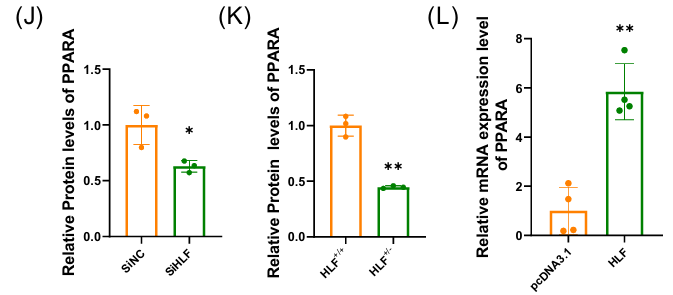 (J)
Relative Protein levels of PPARA
1.5
1.0
0.5
0.0
*
SiNC
SiHLF
(K)
Relative Protein levels of PPARA
1.5
1.0
0.5
0.0
**
HLF+/+
HLF+/-
(L)
Relative mRNA expression level
of PPARA
8
6
4
2
0
**
pcDNA3.1
HLF